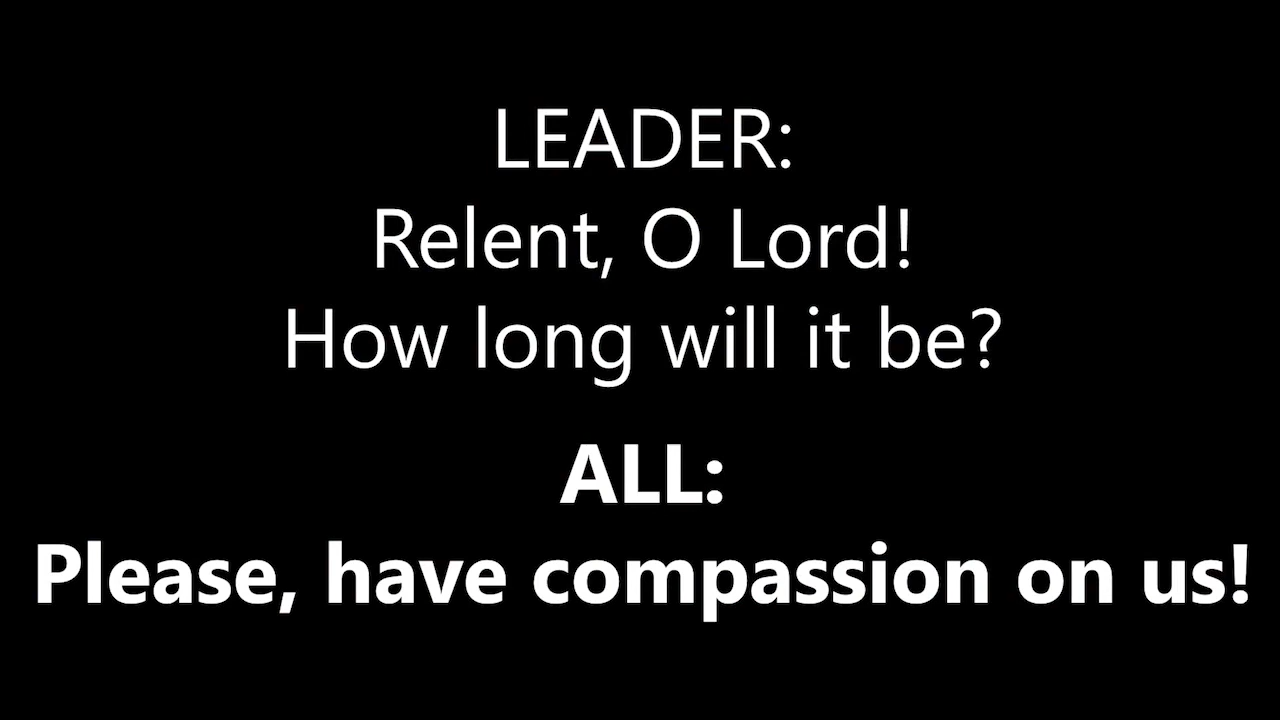 LEADER:
Relent, O Lord!
How long will it be?
ALL:
Please, have compassion on us!